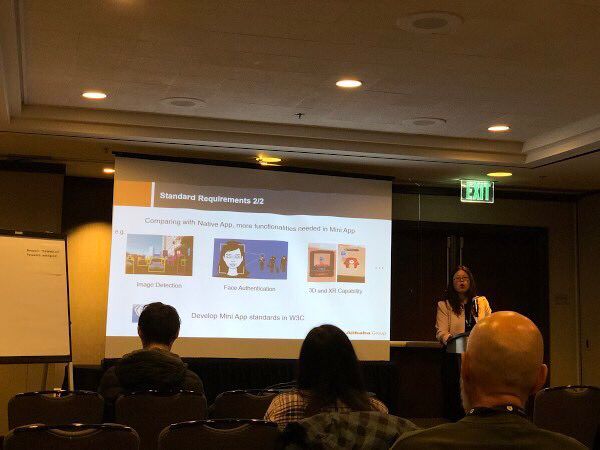 Standard Requirements 2/2
Comparing with Native App, more functionalities needed in Mini App
e.g.
Image Detection
Face Authentication
3D and XR Capability
...
Develop Mini App standards in W3C
Alibaba Group
EXIT